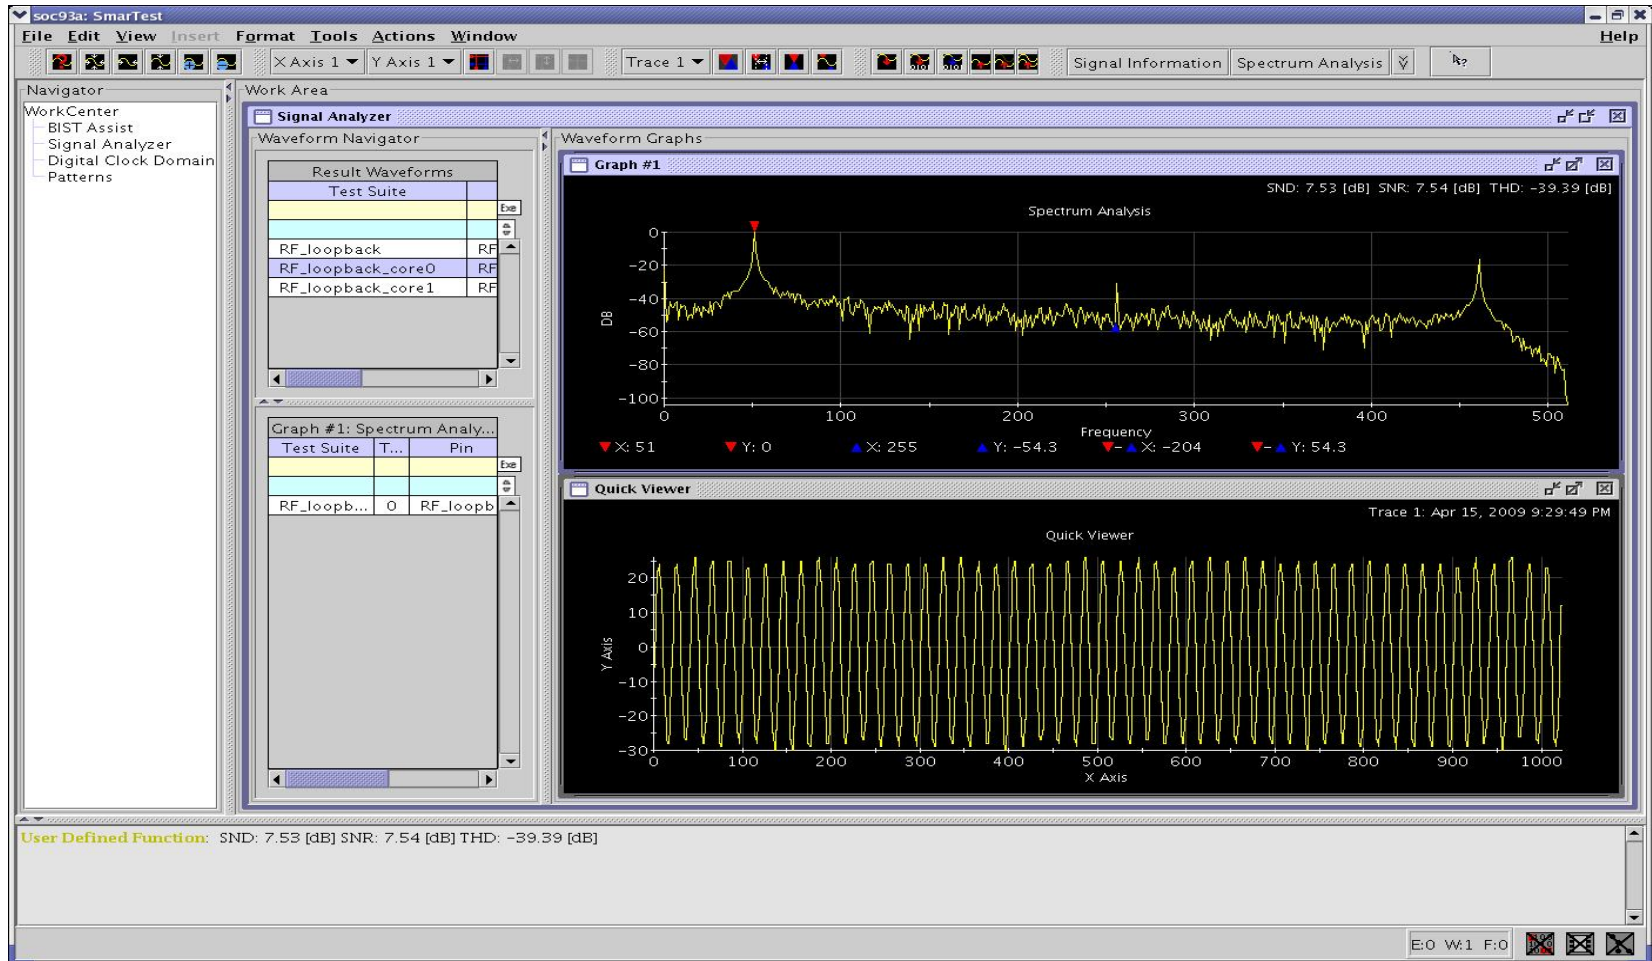 soc93a: SmarTest
File Edit View Insert Format Tools Actions Window Help
X Axis 1 Y Axis 1 Trace 1 Signal Information Spectrum Analysis
Navigator
WorkCenter
BIST Assist
Signal Analyzer
Digital Clock Domain
Patterns
Work Area
Signal Analyzer
Waveform Navigator
Result Waveforms
Test Suite
Exe
RF_loopback RF
RF_loopback_core0 RF
RF_loopback_core1 RF
Graph #1: Spectrum Analy...
Test Suite T... Pin
Exe
RF_loopb... 0 RF_loopb
Waveform Graphs
Graph #1
SND: 7.53 [dB] SNR: 7.54 [dB] THD: -39.39 [dB]
Spectrum Analysis
DB
0
-20
-40
-60
-80
-100
0 100 200 300 400 500
Frequency
X: 51 Y: 0 X: 255 Y: -54.3 - X: -204 - Y: 54.3
Quick Viewer
Trace 1: Apr 15, 2009 9:29:49 PM
Quick Viewer
Y Axis
20
10
0
-10
-20
-30
0 100 200 300 400 500 600 700 800 900 1000
X Axis
User Defined Function: SND: 7.53 [dB] SNR: 7.54 [dB] THD: -39.39 [dB]
E:0 W:1 F:0